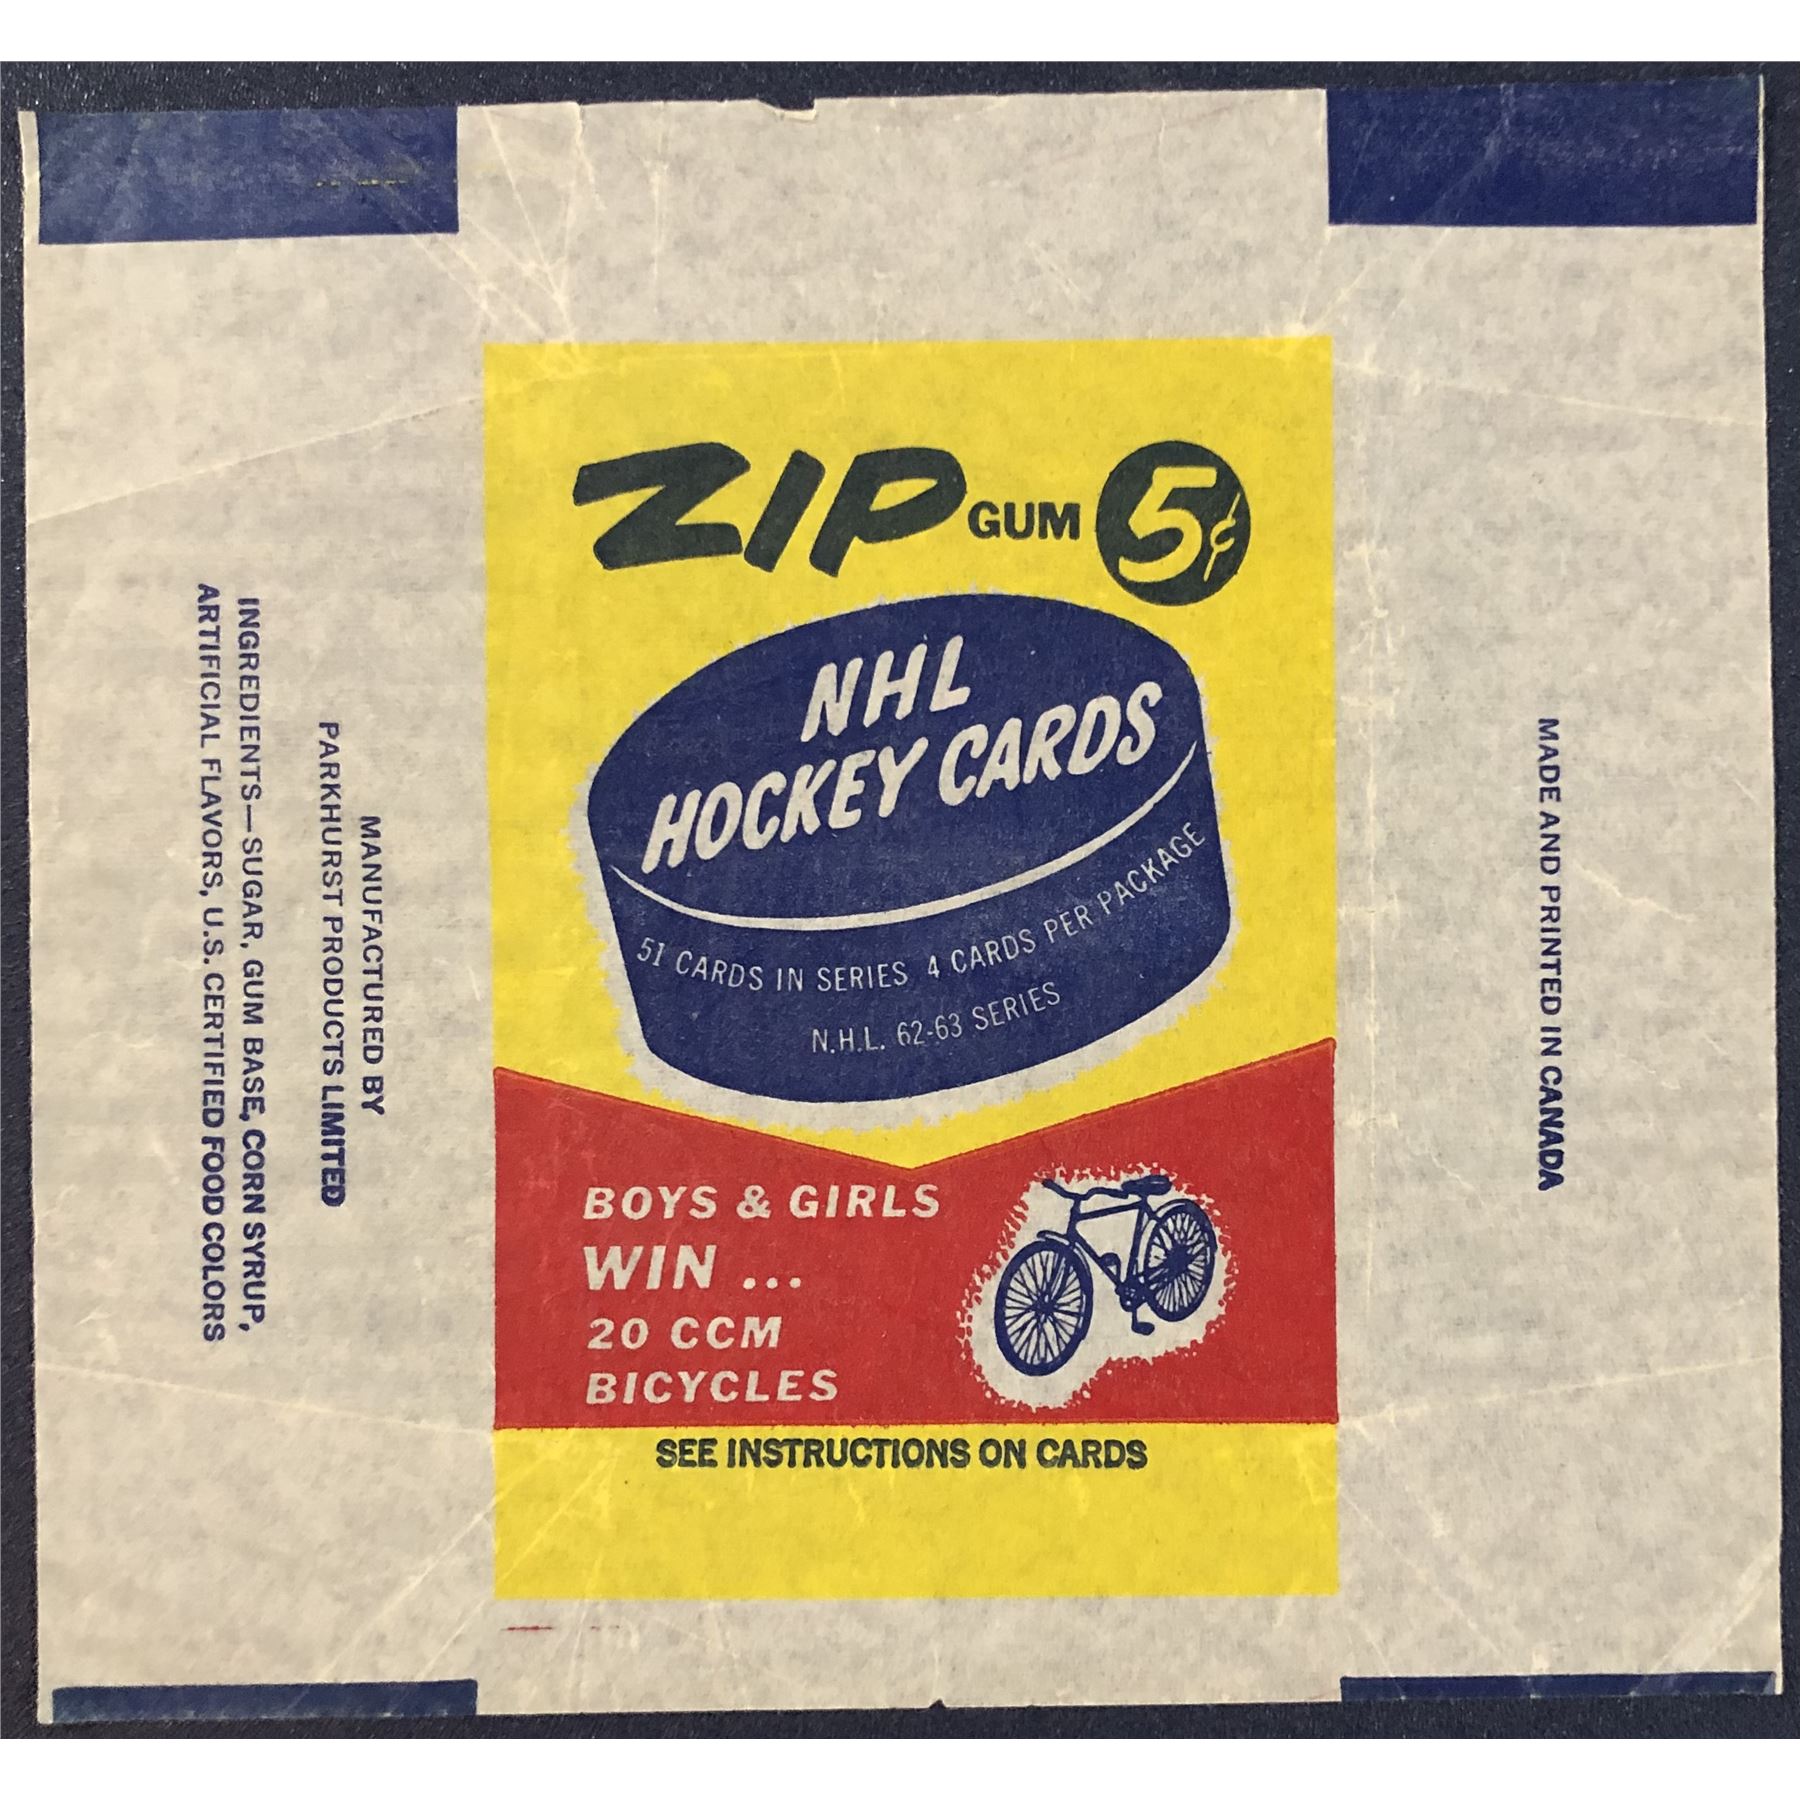 ZIP GUM 5¢
NHL
HOCKEY CARDS
51 CARDS IN SERIES 4 CARDS PER PACKAGE
N.H.L. 62-63 SERIES
BOYS & GIRLS
WIN ...
20 CCM
BICYCLES
SEE INSTRUCTIONS ON CARDS
MANUFACTURED BY
PARKHURST PRODUCTS LIMITED
INGREDIENTS—SUGAR, GUM BASE, CORN SYRUP,
ARTIFICIAL FLAVORS, U.S. CERTIFIED FOOD COLORS
MADE AND PRINTED IN CANADA